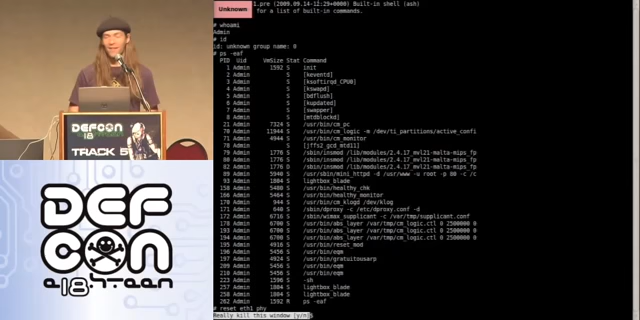 DEFCON
18
TRACK 5
DEF
CON
eighteen
Unknown
1.pre (2009.09.14-12:29+0000) Built-in shell (ash)
for a list of built-in commands.
# whoami
Admin
# id
id: unknown group name: 0
# ps -eaf
PID Uid VmSize Stat Command
1 Admin 1592 S init
2 Admin S [keventd]
3 Admin S [ksoftirqd_CPU0]
4 Admin S [kswapd]
5 Admin S [bdflush]
6 Admin S [kupdated]
7 Admin S [swapper]
8 Admin S [mtdblockd]
21 Admin 7324 S /usr/bin/cm_pc
70 Admin 11944 S /usr/bin/cm_logic -m /dev/ti_partitions/active_confi
71 Admin 4944 S /usr/bin/cm_monitor
73 Admin S [jffs2_gcd_mtd11]
79 Admin 1776 S /sbin/insmod /lib/modules/2.4.17_mvl21-malta-mips_fp
80 Admin 1776 S /sbin/insmod /lib/modules/2.4.17_mvl21-malta-mips_fp
82 Admin 1776 D /sbin/insmod /lib/modules/2.4.17_mvl21-malta-mips_fp
89 Admin 5940 S /usr/sbin/mini_httpd -d /usr/www -u root -p 80 -c /c
93 Admin 1804 S lightbox_blade
158 Admin 5480 S /usr/bin/healthy_chk
166 Admin 5464 S /usr/bin/healthy_monitor
170 Admin 944 S /usr/bin/cm_klogd /dev/klog
171 Admin 640 S /sbin/dproxy -c /etc/dproxy.conf -d
172 Admin 6716 S /sbin/wimax_supplicant -c /var/tmp/supplicant.conf
178 Admin 6700 S /usr/bin/abs_layer /var/tmp/cm_logic.ctl 0 2500000 0
193 Admin 6700 S /usr/bin/abs_layer /var/tmp/cm_logic.ctl 0 2500000 0
194 Admin 6700 S /usr/bin/abs_layer /var/tmp/cm_logic.ctl 0 2500000 0
195 Admin 4916 S /usr/bin/reset_mod
196 Admin 5456 S /usr/bin/eqm
197 Admin 4924 S /usr/bin/gratuitousarp
209 Admin 5456 S /usr/bin/eqm
210 Admin 5456 S /usr/bin/eqm
223 Admin 1596 S -sh
257 Admin 1804 S lightbox_blade
258 Admin 1804 S lightbox_blade
262 Admin 1592 R ps -eaf
# reset eth1 phy
Really kill this window [y/n]